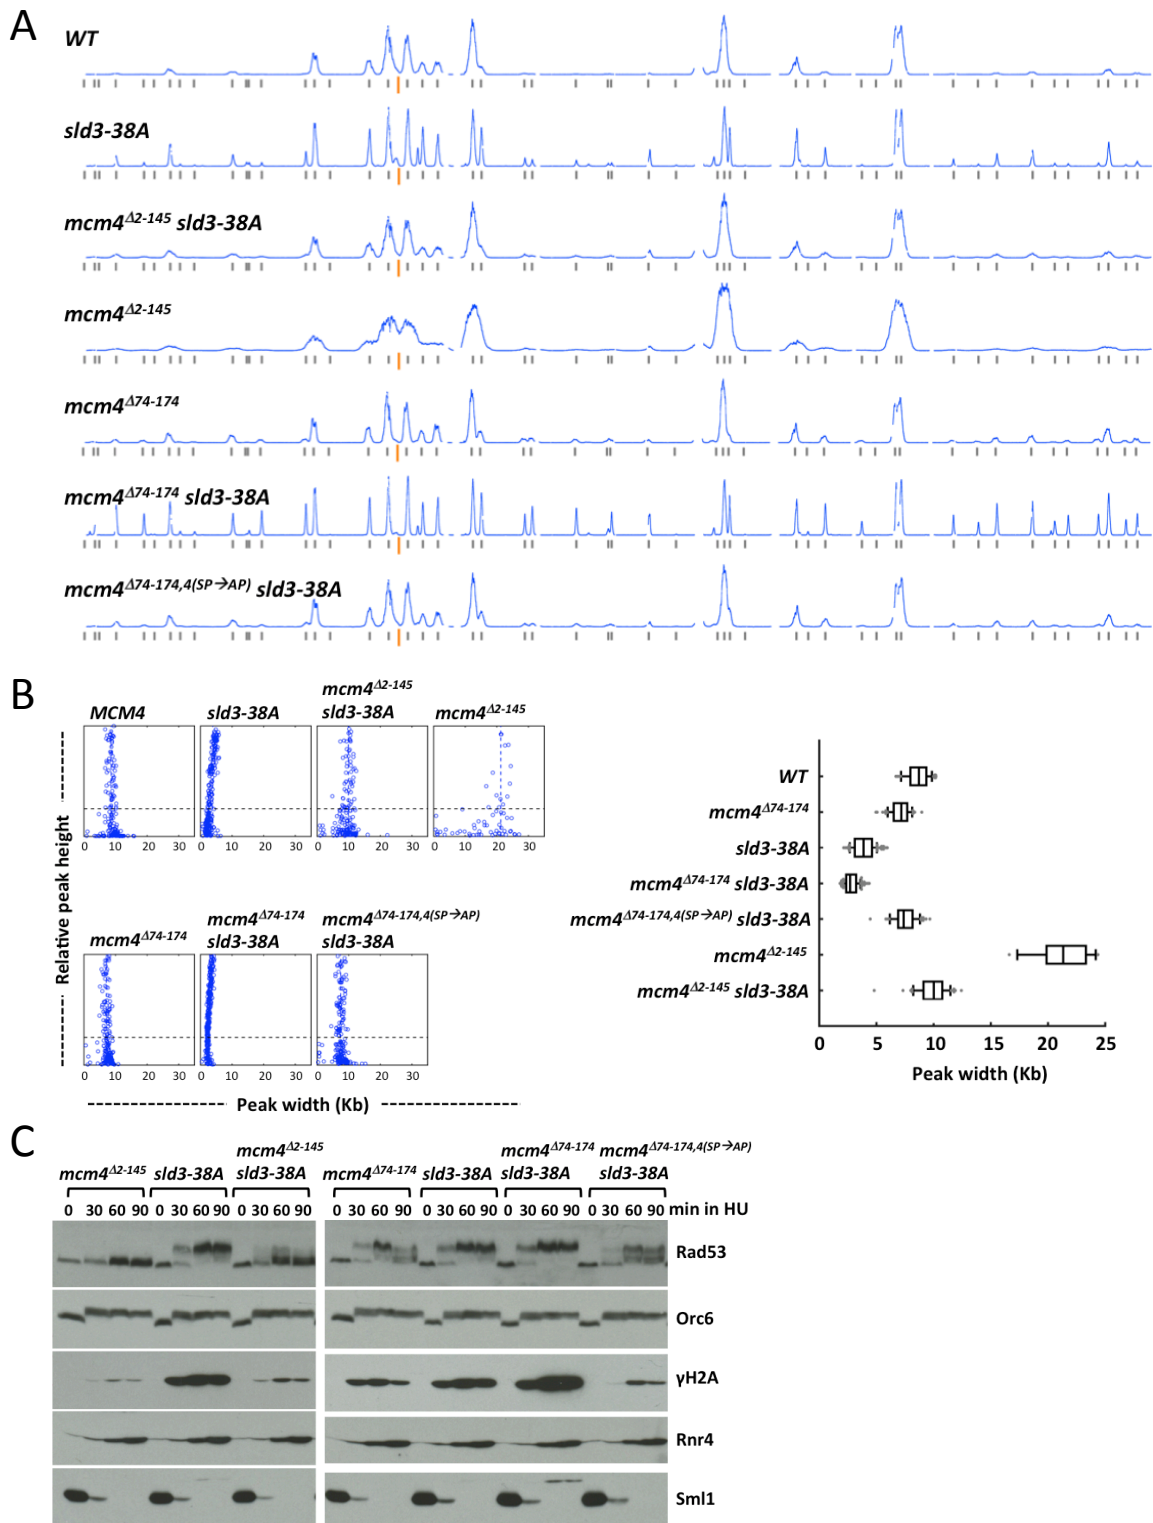 A
WT
sld3-38A
mcm4Δ2-145 sld3-38A
mcm4Δ2-145
mcm4Δ74-174
mcm4Δ74-174 sld3-38A
mcm4Δ74-174,4(SP→AP) sld3-38A
B
MCM4
sld3-38A
mcm4Δ2-145
sld3-38A
mcm4Δ2-145
0 10 20 30
0 10 20 30
0 10 20 30
0 10 20 30
mcm4Δ74-174
mcm4Δ74-174
sld3-38A
mcm4Δ74-174,4(SP→AP)
sld3-38A
0 10 20 30
0 10 20 30
0 10 20 30
Relative peak height
Peak width (Kb)
WT
mcm4Δ74-174
sld3-38A
mcm4Δ74-174 sld3-38A
mcm4Δ74-174,4(SP→AP) sld3-38A
mcm4Δ2-145
mcm4Δ2-145 sld3-38A
0 5 10 15 20 25
Peak width (Kb)
C
mcm4Δ2-145
sld3-38A
mcm4Δ2-145
sld3-38A
mcm4Δ74-174
sld3-38A
mcm4Δ74-174
sld3-38A
mcm4Δ74-174,4(SP→AP)
sld3-38A
0 30 60 90 0 30 60 90 0 30 60 90 0 30 60 90 0 30 60 90 0 30 60 90 0 30 60 90 min in HU
Rad53
Orc6
γH2A
Rnr4
Sml1